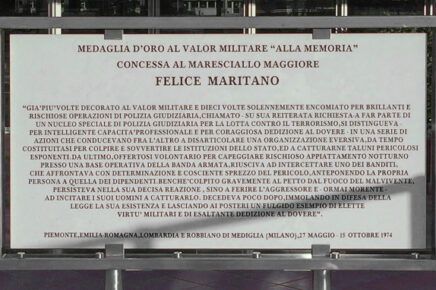 MEDAGLIA D'ORO AL VALOR MILITARE "ALLA MEMORIA"
CONCESSA AL MARESCIALLO MAGGIORE
FELICE MARITANO
"GIA'PIU'VOLTE DECORATO AL VALOR MILITARE E DIECI VOLTE SOLENNEMENTE ENCOMIATO PER BRILLANTI E
RISCHIOSE OPERAZIONI DI POLIZIA GIUDIZIARIA,CHIAMATO - SU SUA REITERATA RICHIESTA-A FAR PARTE DI
UN NUCLEO SPECIALE DI POLIZIA GIUDIZIARIA PER LA LOTTA CONTRO IL TERRORISMO, SI DISTINGUEVA -
PER INTELLIGENTE CAPACITA'PROFESSIONALE E PER CORAGGIOSA DEDIZIONE AL DOVERE - IN UNA SERIE DI
AZIONI CHE CONDUCEVANO FRA L'ALTRO A DISARTICOLARE UNA ORGANIZZAZIONE EVERSIVA,DA TEMPO
COSTITUITASI PER COLPIRE E SOVVERTIRE LE ISTITUZIONI DELLO STATO,ED A CATTURARNE TALUNI PERICOLOSI
ESPONENTI.DA ULTIMO,OFFERTOSI VOLONTARIO PER CAPEGGIARE RISCHIOSO APPIATTAMENTO NOTTURNO
PRESSO UNA BASE OPERATIVA DELLA BANDA ARMATA,RIUSCIVA AD INTERCETTARE UNO DEI BANDITI,
CHE AFFRONTAVA CON DETERMINAZIONE E COSCIENTE SPREZZO DEL PERICOLO,ANTEPONENDO LA PROPRIA
PERSONA A QUELLA DEI DIPENDENTI.BENCHE'COLPITO GRAVEMENTE AL PETTO DAL FUOCO DEL MALVIVENTE,
PERSISTEVA NELLA SUA DECISA REAZIONE , SINO A FERIRE L'AGGRESSORE E - ORMAI MORENTE -
AD INCITARE I SUOI UOMINI A CATTURARLO. DECEDEVA POCO DOPO,IMMOLANDO IN DIFESA DELLA
LEGGE LA SUA ESISTENZA E LASCIANDO AI POSTERI UN FULGIDO ESEMPIO DI ELETTE
VIRTU' MILITARI E DI ESALTANTE DEDIZIONE AL DOVERE".
PIEMONTE,EMILIA-ROMAGNA,LOMBARDIA E ROBBIANO DI MEDIGLIA (MILANO),27 MAGGIO - 15 OTTOBRE 1974